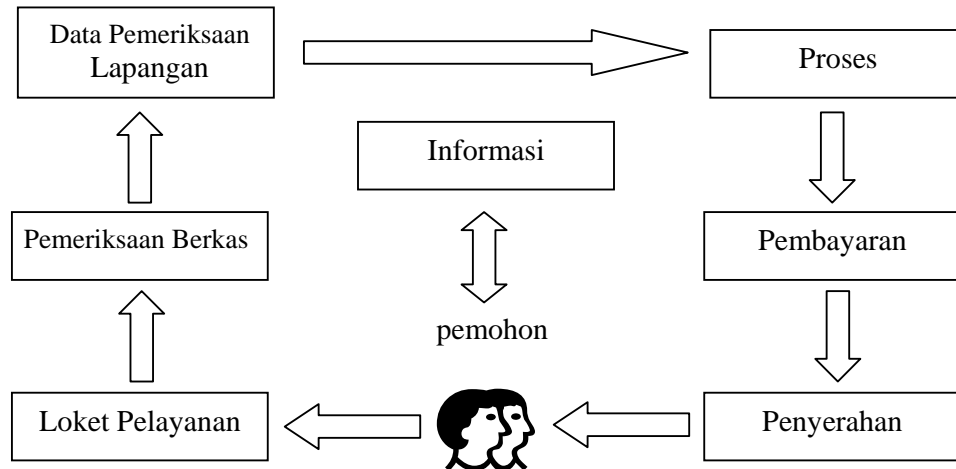 Data Pemeriksaan
Lapangan
Proses
Informasi
Pemeriksaan Berkas
Pembayaran
pemohon
Loket Pelayanan
Penyerahan